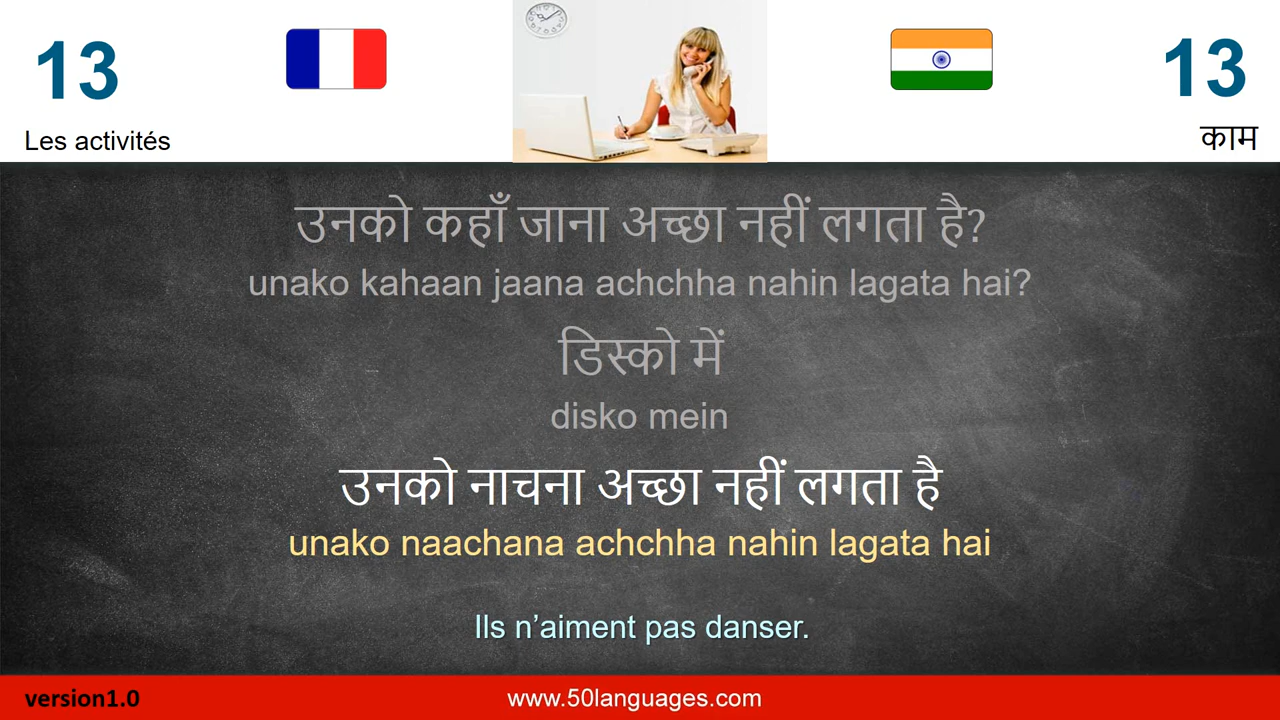 13
13
Les activités
काम
उनको कहाँ जाना अच्छा नहीं लगता है?
unako kahaan jaana achchha nahin lagata hai?
डिस्को में
disko mein
उनको नाचना अच्छा नहीं लगता है
unako naachana achchha nahin lagata hai
Ils n’aiment pas danser.
version1.0
www.50languages.com